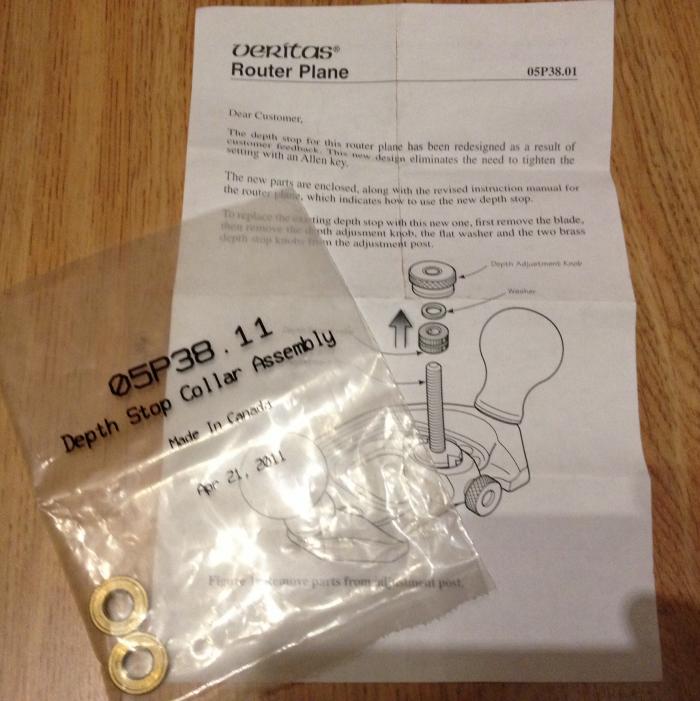 veritas®
Router Plane
05P38.01
Dear Customer,
The depth stop for this router plane has been redesigned as a result of
customer feedback. This new design eliminates the need to tighten the
setting with an Allen key.
The new parts are enclosed, along with the revised instruction manual for
the router plane, which indicates how to use the new depth stop.
To replace the existing depth stop with this new one, first remove the blade,
then remove the depth adjusment knob, the flat washer and the two brass
depth stop knobs from the adjustment post.
Depth Adjustment Knob
Washer
05P38.11
Depth Stop Collar Assembly
Made In Canada
Apr 21, 2011
Figure 1: Remove parts from adjustment post.